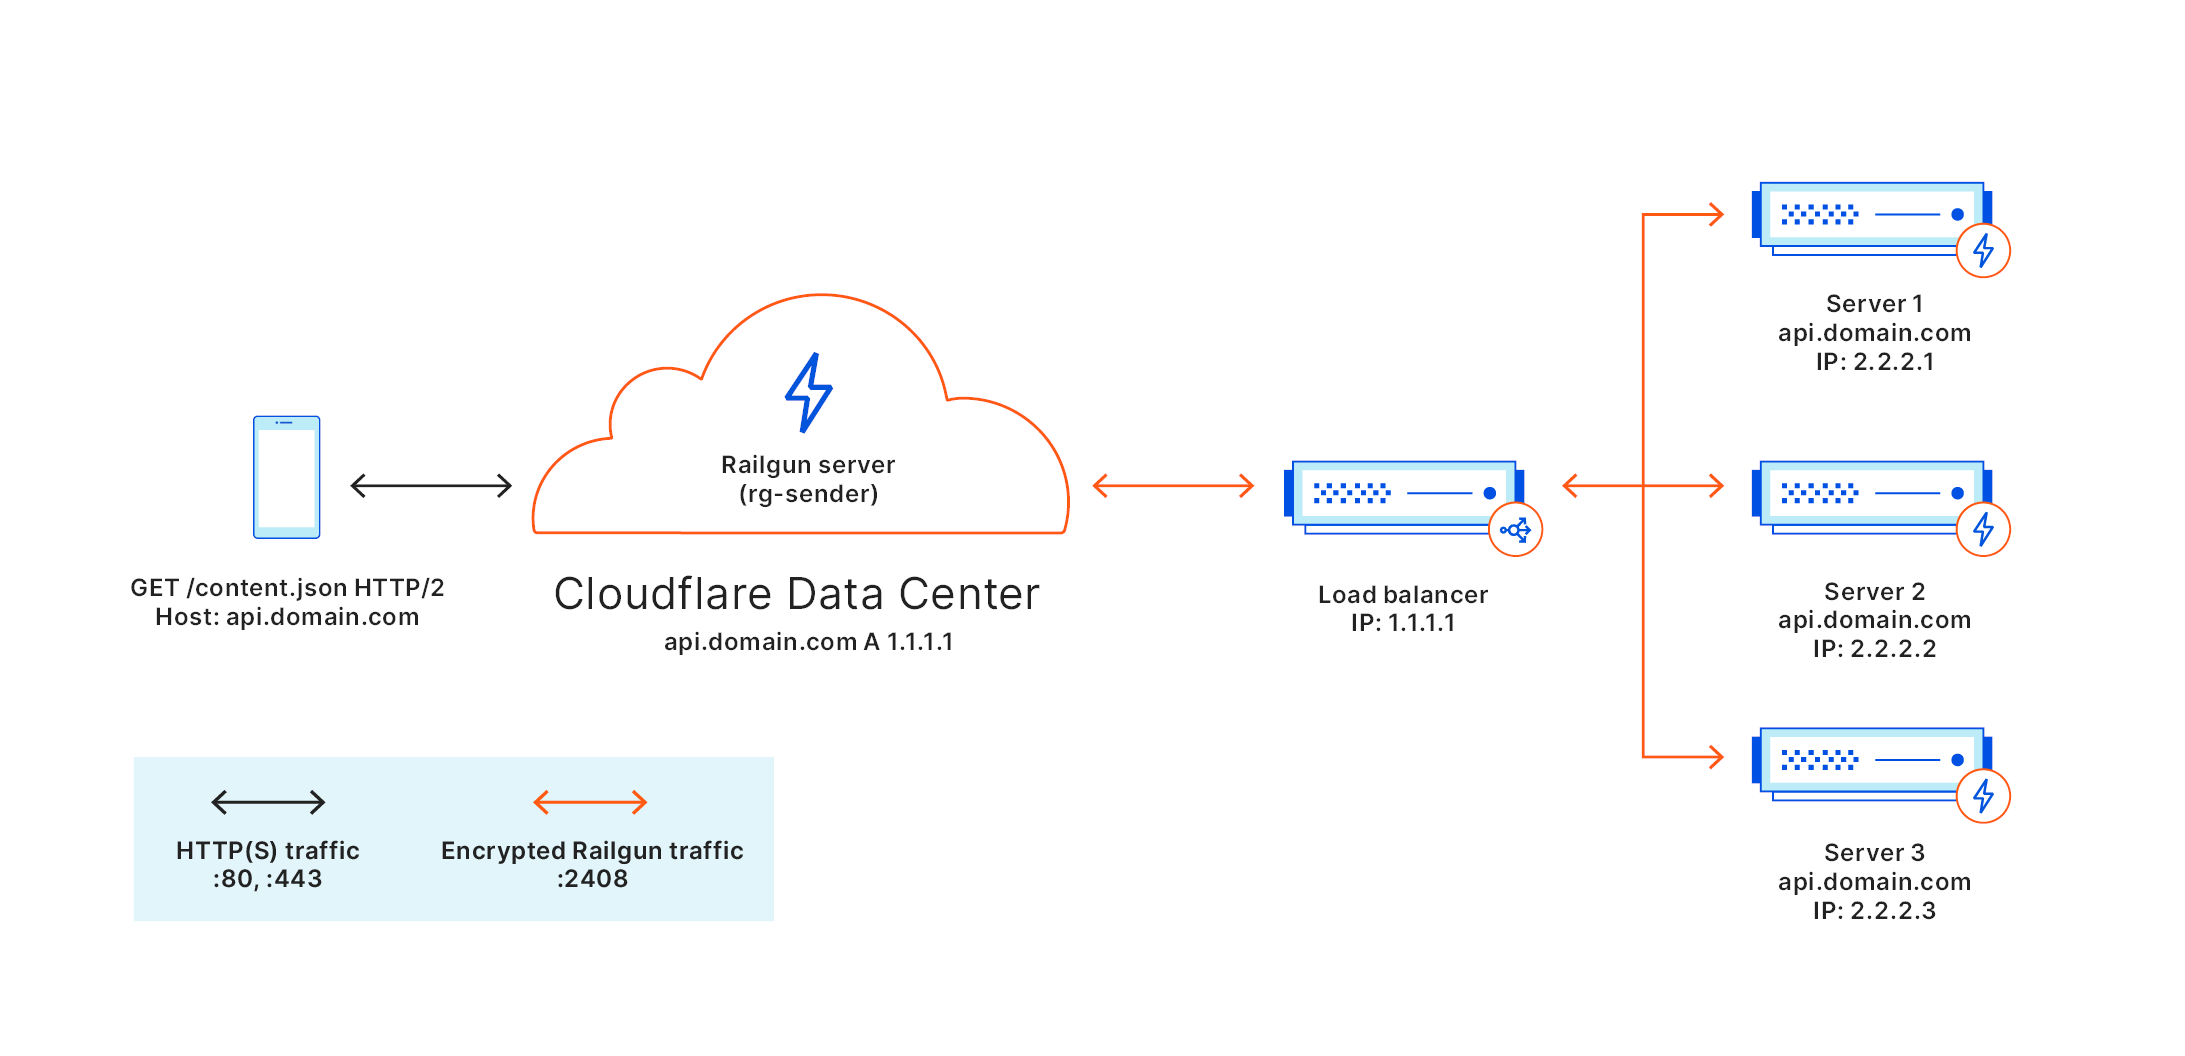 Railgun server
(rg-sender)
GET /content.json HTTP/2
Host: api.domain.com
Cloudflare Data Center
api.domain.com A 1.1.1.1
Load balancer
IP: 1.1.1.1
Server 1
api.domain.com
IP: 2.2.2.1
Server 2
api.domain.com
IP: 2.2.2.2
Server 3
api.domain.com
IP: 2.2.2.3
HTTP(S) traffic
:80, :443
Encrypted Railgun traffic
:2408